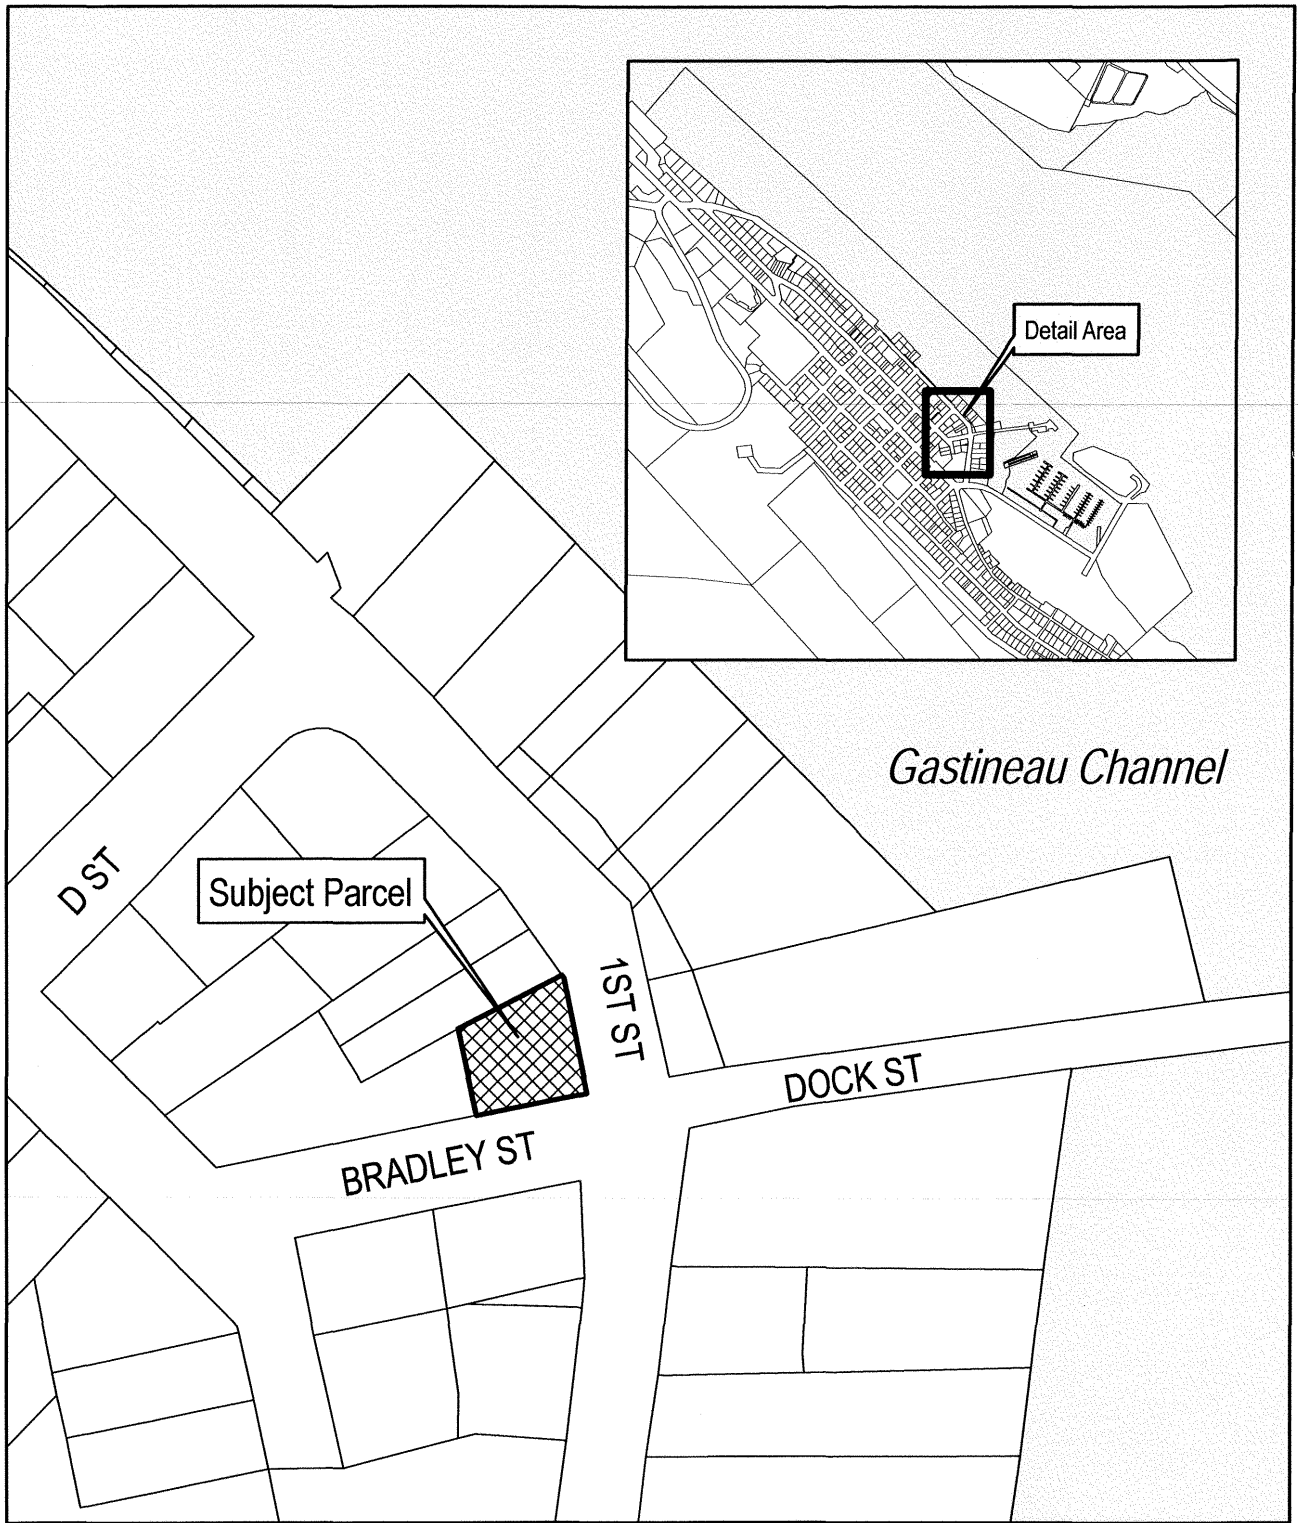 Detail Area
Gastineau Channel
D ST
Subject Parcel
1ST ST
DOCK ST
BRADLEY ST